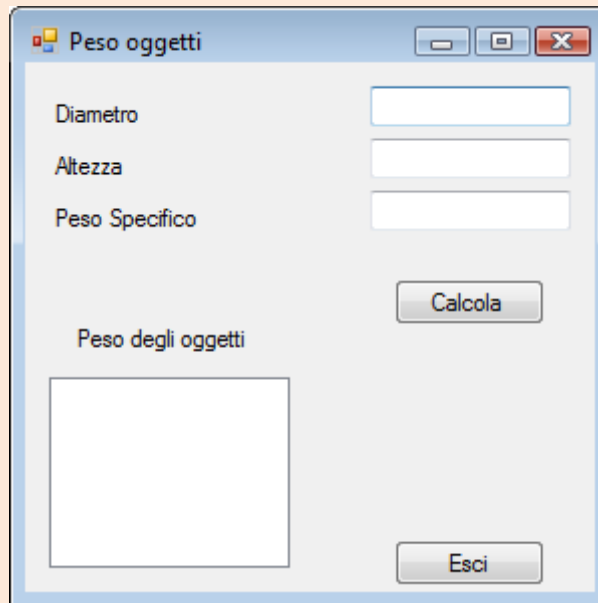 Peso oggetti
Diametro
Altezza
Peso Specifico
Calcola
Peso degli oggetti
Esci